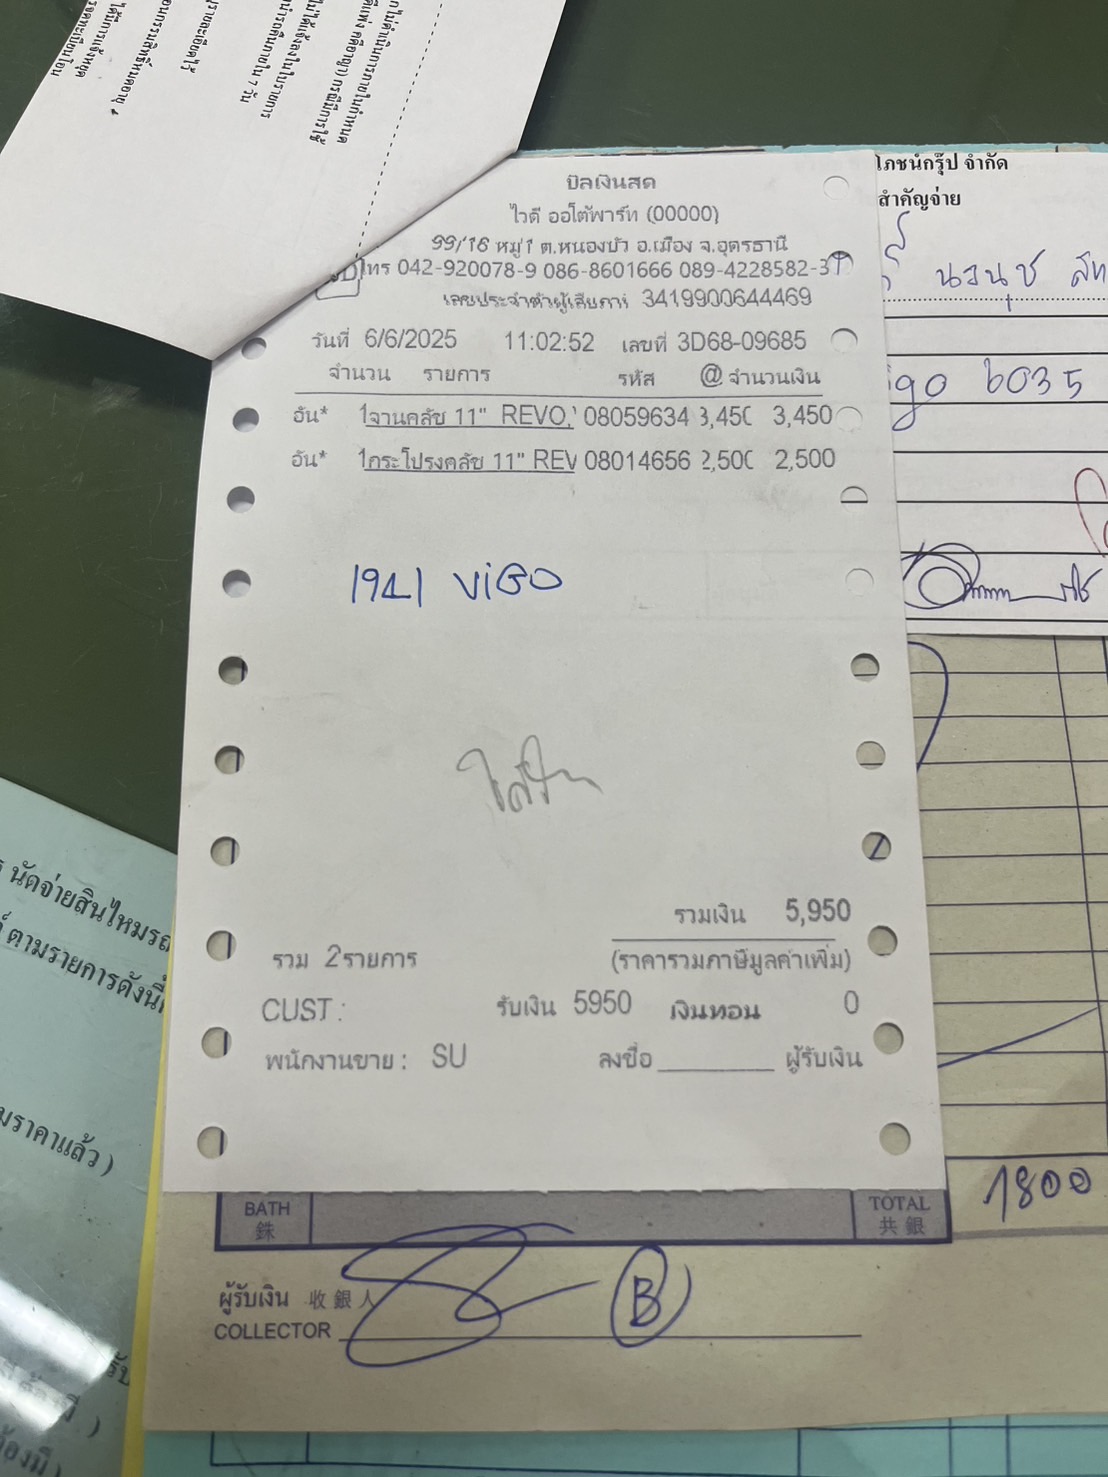 บิลเงินสด
ไวดี ออโต้พาร์ท (00000)
99/16 หมู่1 ต.หนองบัว อ.เมือง จ.อุดรธานี
โทร 042-920078-9 086-8601666 089-4228582-3
เลขประจำตัวผู้เสียภาษี 3419900644469
วันที่ 6/6/2025 11:02:52 เลขที่ 3D68-09685
จำนวน รายการ รหัส @ จำนวนเงิน
อัน* 1จานคลัช 11" REVO, 08059634 3,450 3,450
อัน* 1กระโปรงคลัช 11" REV 08014656 2,500 2,500
1941 ViGO
รวมเงิน 5,950
รวม 2รายการ (ราคารวมภาษีมูลค่าเพิ่ม)
CUST : รับเงิน 5950 เงินทอน 0
พนักงานขาย : SU ลงชื่อ ผู้รับเงิน
BATH TOTAL 1800
銖 共 銀
ผู้รับเงิน 收 銀 人
COLLECTOR B
โภชน์กรุ๊ป จำกัด
สำคัญจ่าย
นงนุช
igo 6035
นัดจ่ายสินไหมรถ
ตามรายการดังนี้
มราคาแล้ว )